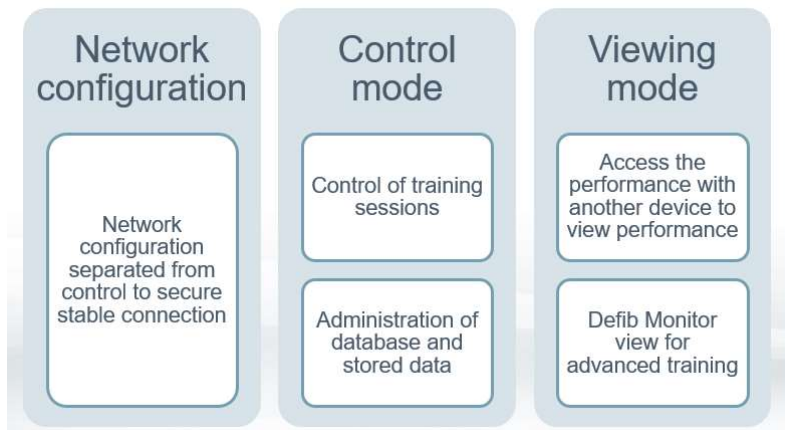 Network
configuration
Network
configuration
separated from
control to secure
stable connection
Control
mode
Control of training
sessions
Administration of
database and
stored data
Viewing
mode
Access the
performance with
another device to
view performance
Defib Monitor
view for
advanced training